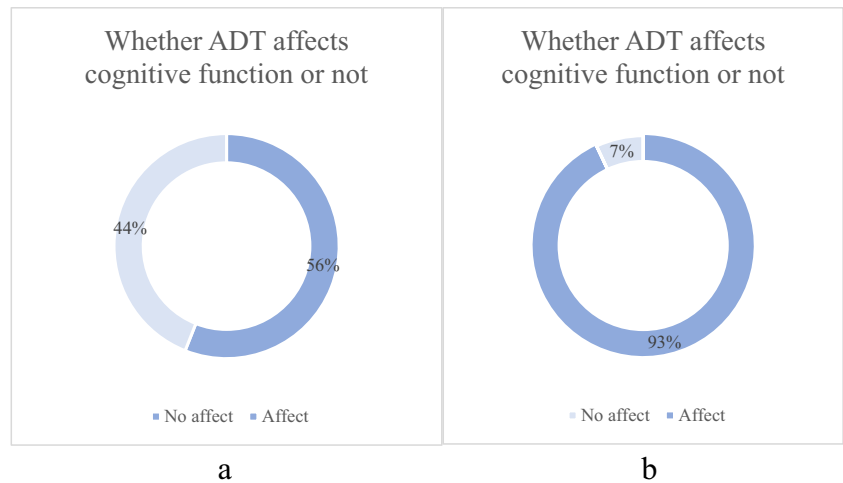 Whether ADT affects
cognitive function or not
44%
56%
No affect Affect
a
Whether ADT affects
cognitive function or not
7%
93%
No affect Affect
b